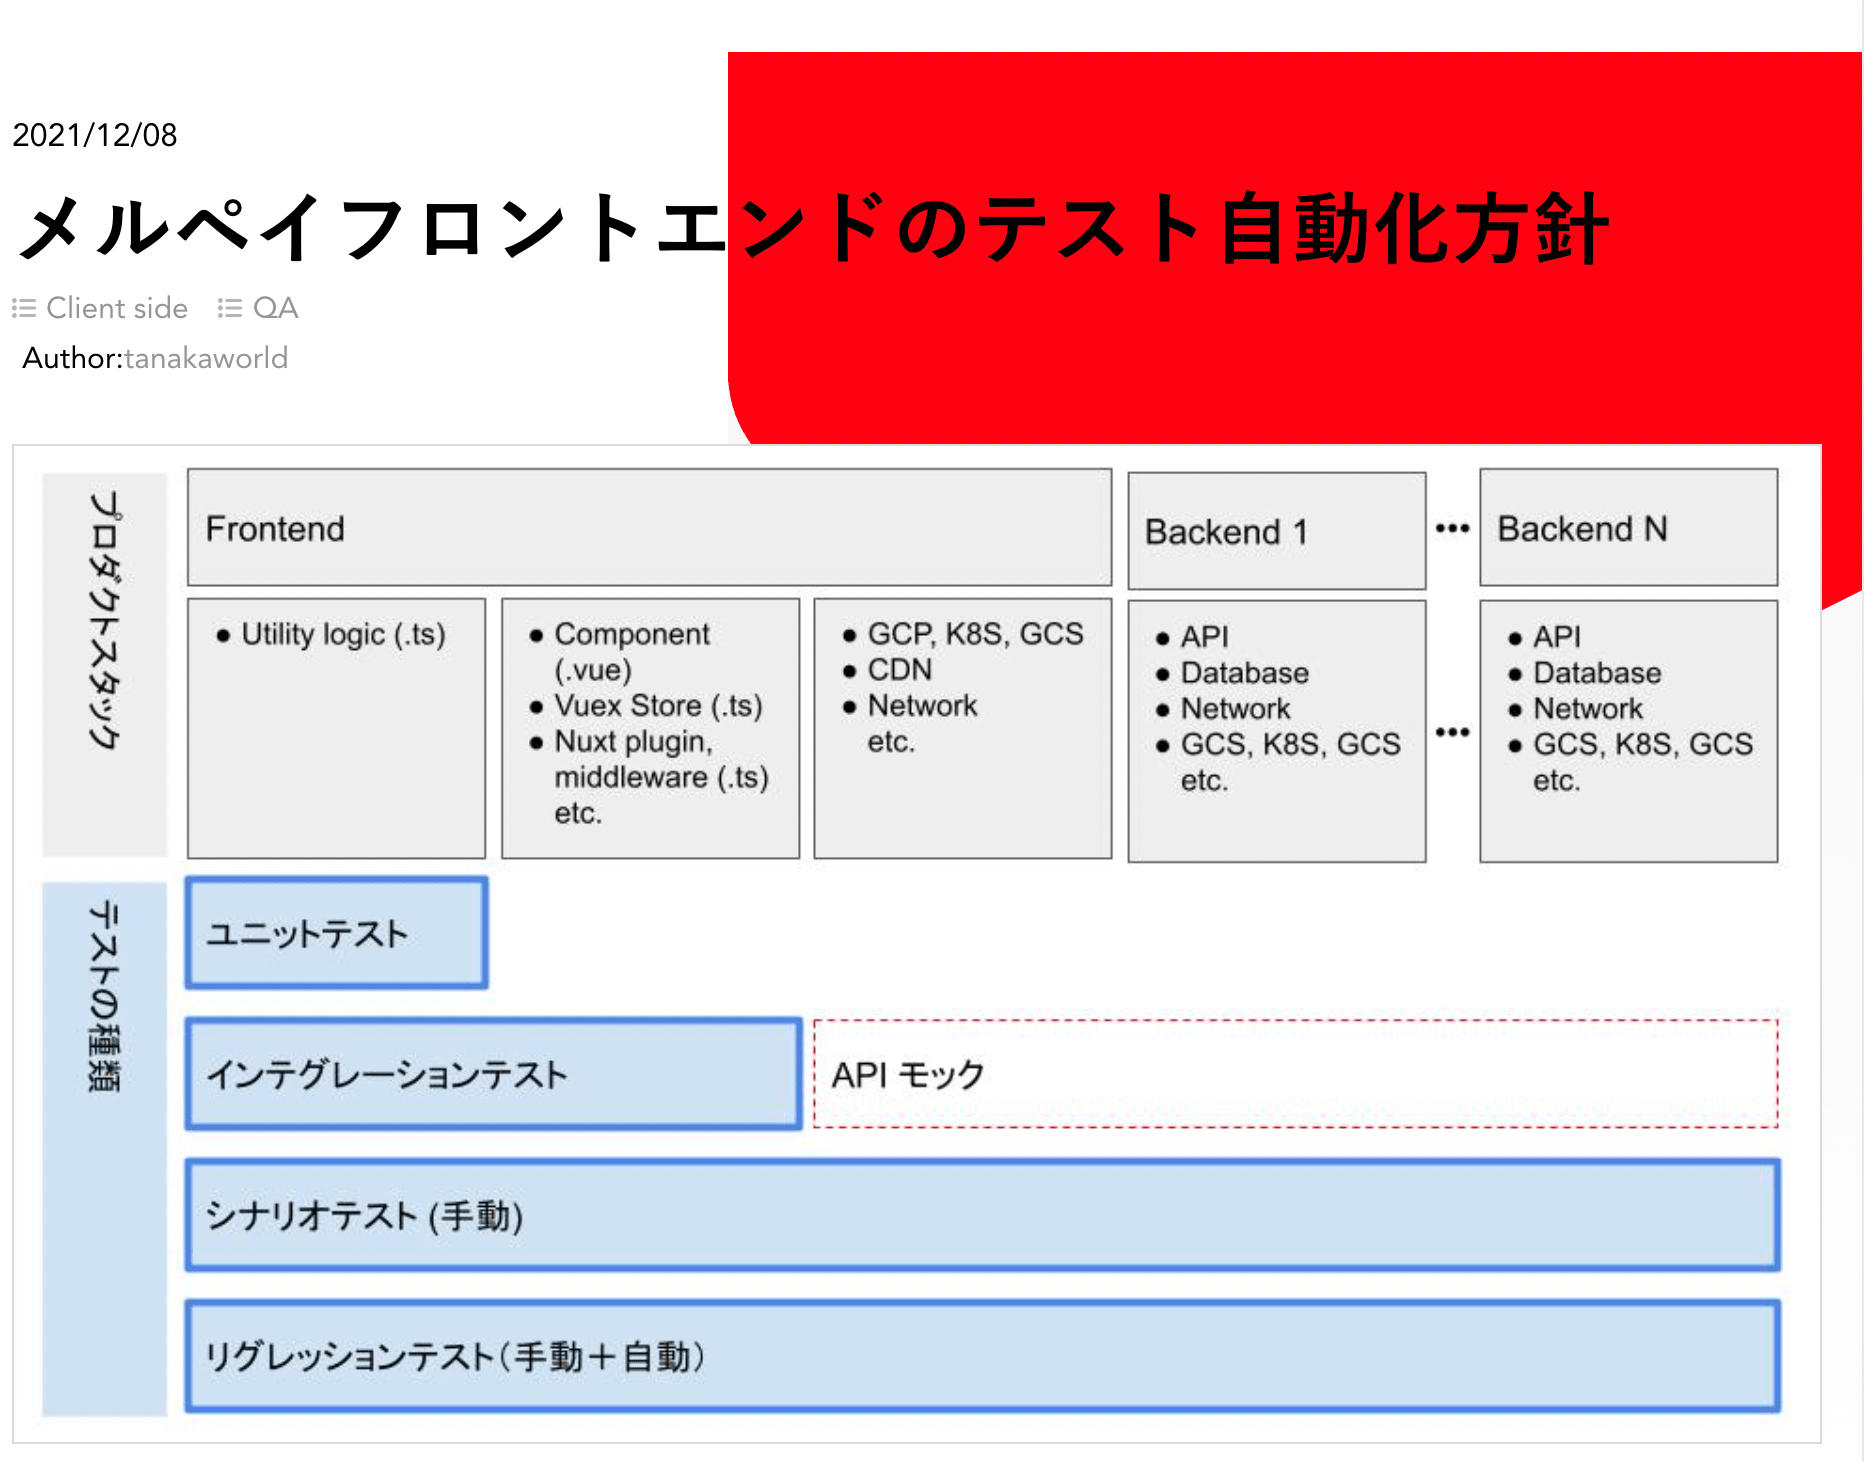 2021/12/08
メルペイフロントエンドのテスト自動化方針
Client side QA
Author:tanakaworld
プロダクトスタック
Frontend
Backend 1
•••
Backend N
● Utility logic (.ts)
● Component
(.vue)
● Vuex Store (.ts)
● Nuxt plugin,
middleware (.ts)
etc.
● GCP, K8S, GCS
● CDN
● Network
etc.
● API
● Database
● Network
● GCS, K8S, GCS
etc.
•••
● API
● Database
● Network
● GCS, K8S, GCS
etc.
テストの種類
ユニットテスト
インテグレーションテスト
API モック
シナリオテスト (手動)
リグレッションテスト（手動＋自動）